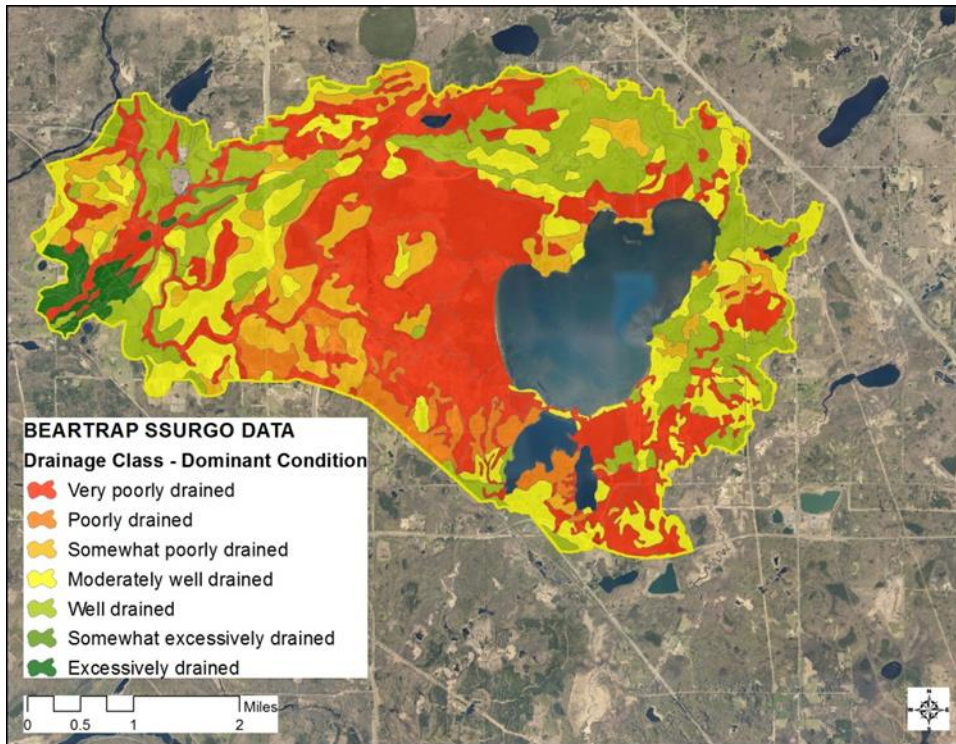 BEARTRAP SSURGO DATA
Drainage Class - Dominant Condition
Very poorly drained
Poorly drained
Somewhat poorly drained
Moderately well drained
Well drained
Somewhat excessively drained
Excessively drained
Miles
0 0.5 1 2
N